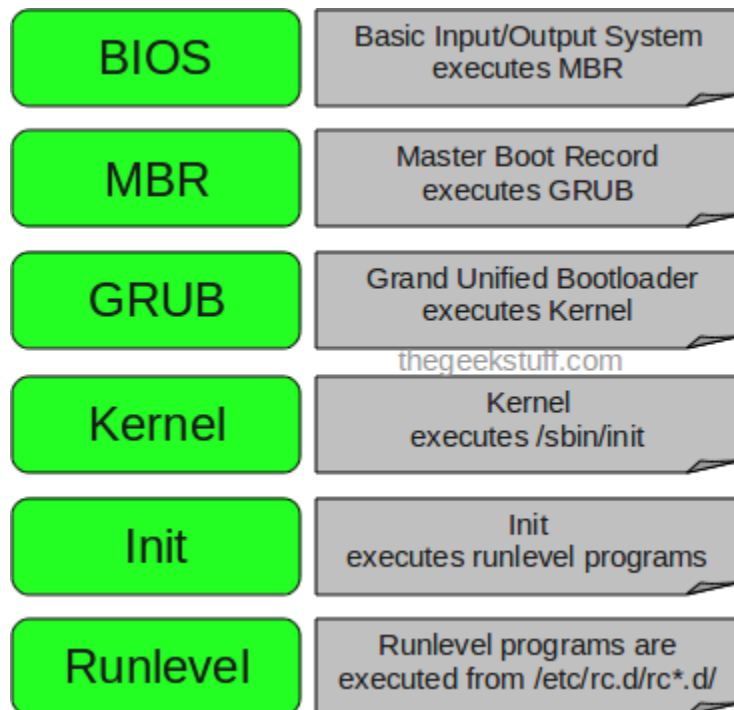 BIOS
Basic Input/Output System
executes MBR
MBR
Master Boot Record
executes GRUB
GRUB
Grand Unified Bootloader
executes Kernel
thegeekstuff.com
Kernel
Kernel
executes /sbin/init
Init
Init
executes runlevel programs
Runlevel
Runlevel programs are
executed from /etc/rc.d/rc*.d/